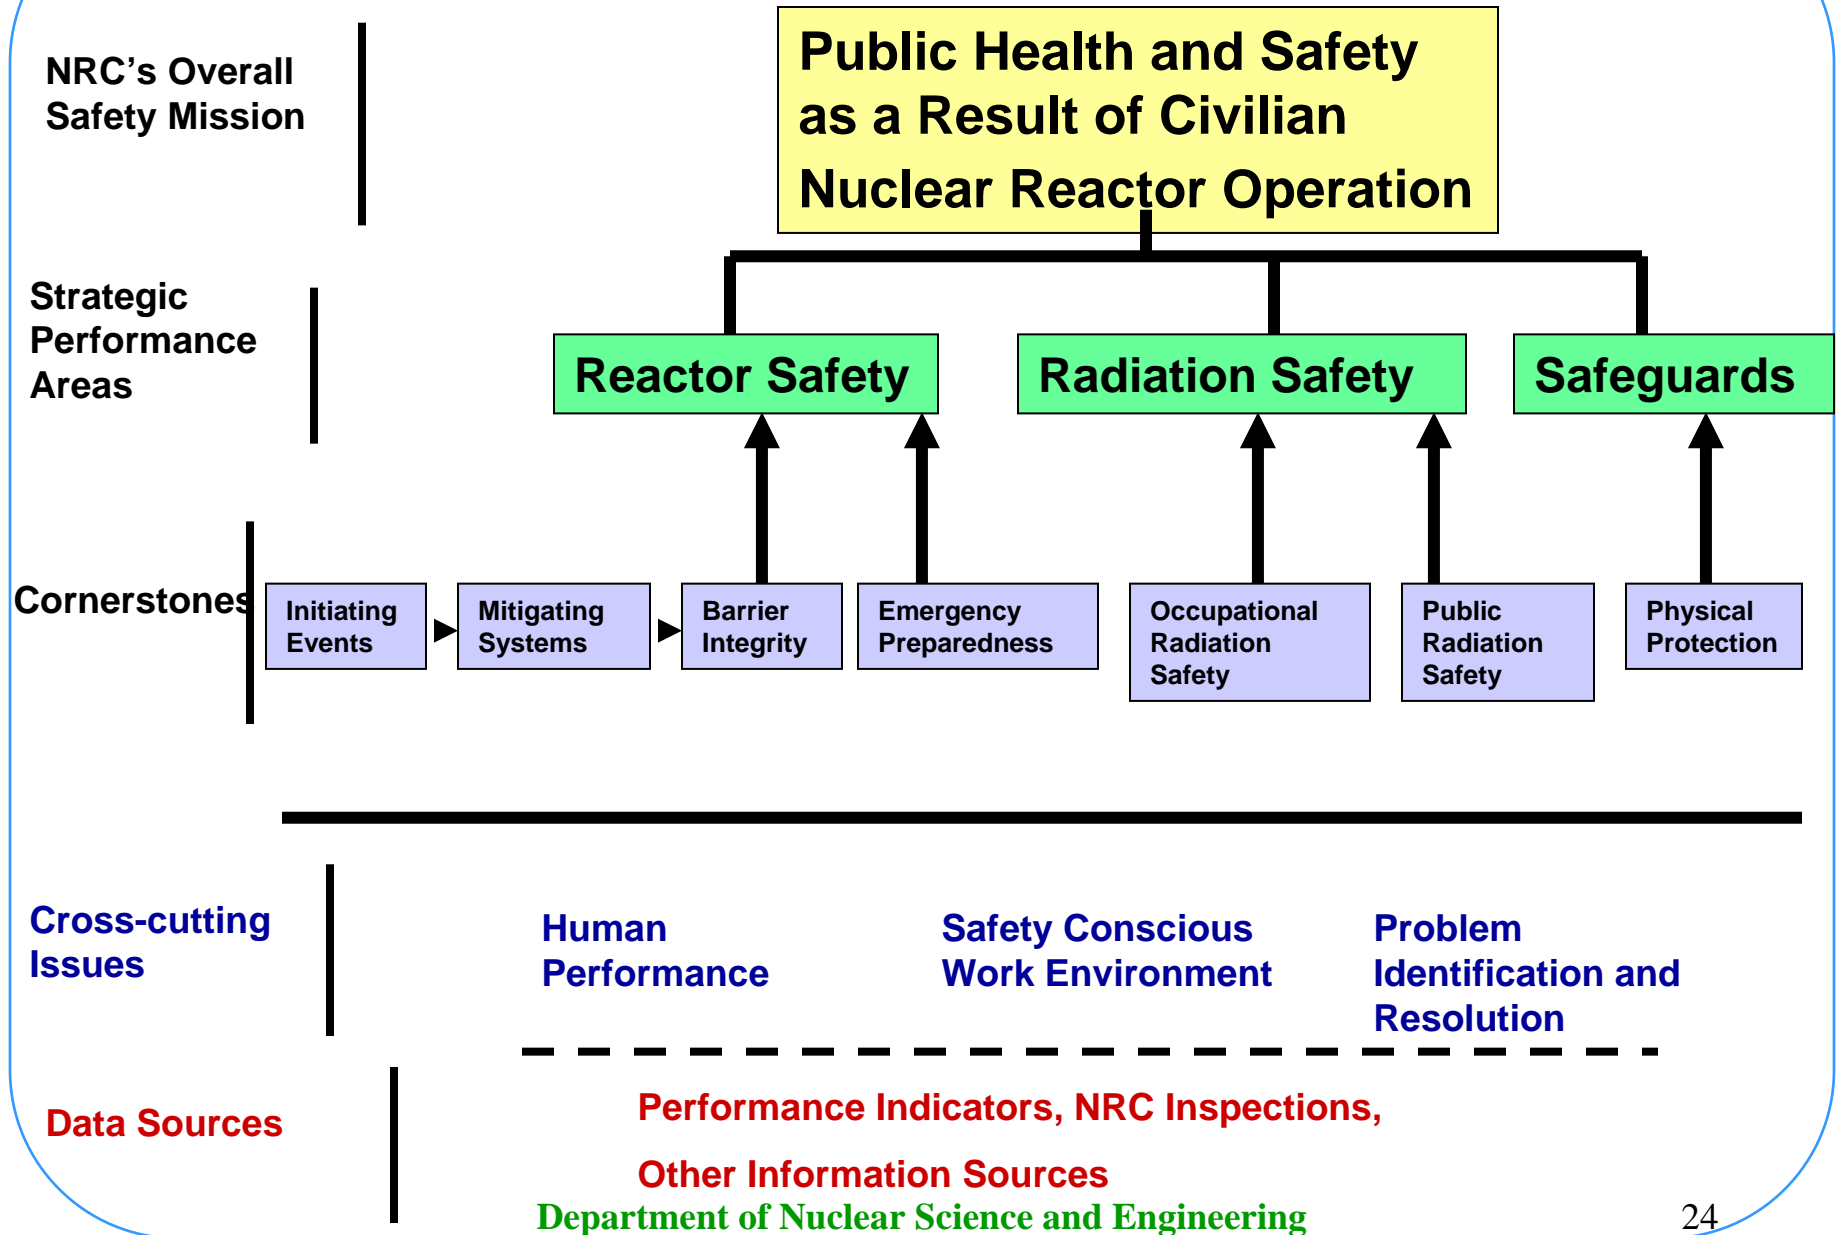 NRC's Overall
Safety Mission
Public Health and Safety
as a Result of Civilian
Nuclear Reactor Operation
Strategic
Performance
Areas
Reactor Safety
Radiation Safety
Safeguards
Cornerstones
Initiating
Events
Mitigating
Systems
Barrier
Integrity
Emergency
Preparedness
Occupational
Radiation
Safety
Public
Radiation
Safety
Physical
Protection
Cross-cutting
Issues
Human
Performance
Safety Conscious
Work Environment
Problem
Identification and
Resolution
Data Sources
Performance Indicators, NRC Inspections,
Other Information Sources
Department of Nuclear Science and Engineering
24